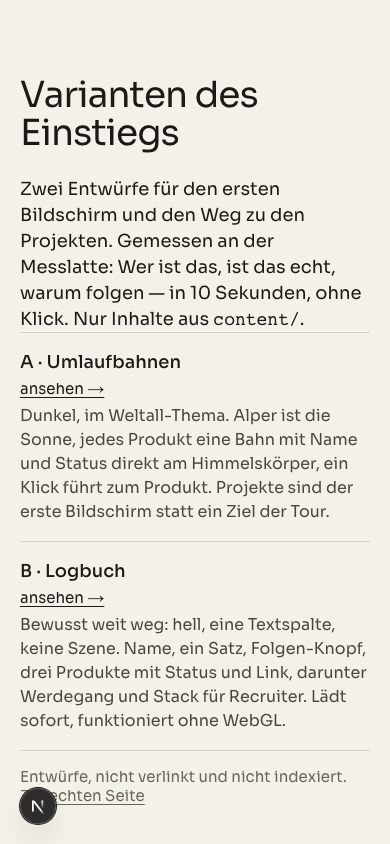 Varianten des
Einstiegs
Zwei Entwürfe für den ersten
Bildschirm und den Weg zu den
Projekten. Gemessen an der
Messlatte: Wer ist das, ist das echt,
warum folgen — in 10 Sekunden, ohne
Klick. Nur Inhalte aus content/.
A · Umlaufbahnen
ansehen →
Dunkel, im Weltall-Thema. Alper ist die
Sonne, jedes Produkt eine Bahn mit Name
und Status direkt am Himmelskörper, ein
Klick führt zum Produkt. Projekte sind der
erste Bildschirm statt ein Ziel der Tour.
B · Logbuch
ansehen →
Bewusst weit weg: hell, eine Textspalte,
keine Szene. Name, ein Satz, Folgen-Knopf,
drei Produkte mit Status und Link, darunter
Werdegang und Stack für Recruiter. Lädt
sofort, funktioniert ohne WebGL.
Entwürfe, nicht verlinkt und nicht indexiert.
echten Seite
N